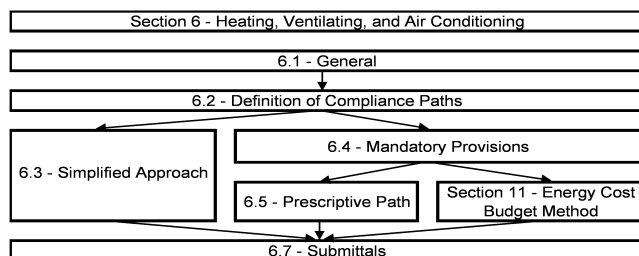 Section 6 - Heating, Ventilating, and Air Conditioning
6.1 - General
6.2 - Definition of Compliance Paths
6.3 - Simplified Approach
6.4 - Mandatory Provisions
6.5 - Prescriptive Path
Section 11 - Energy Cost
Budget Method
6.7 - Submittals